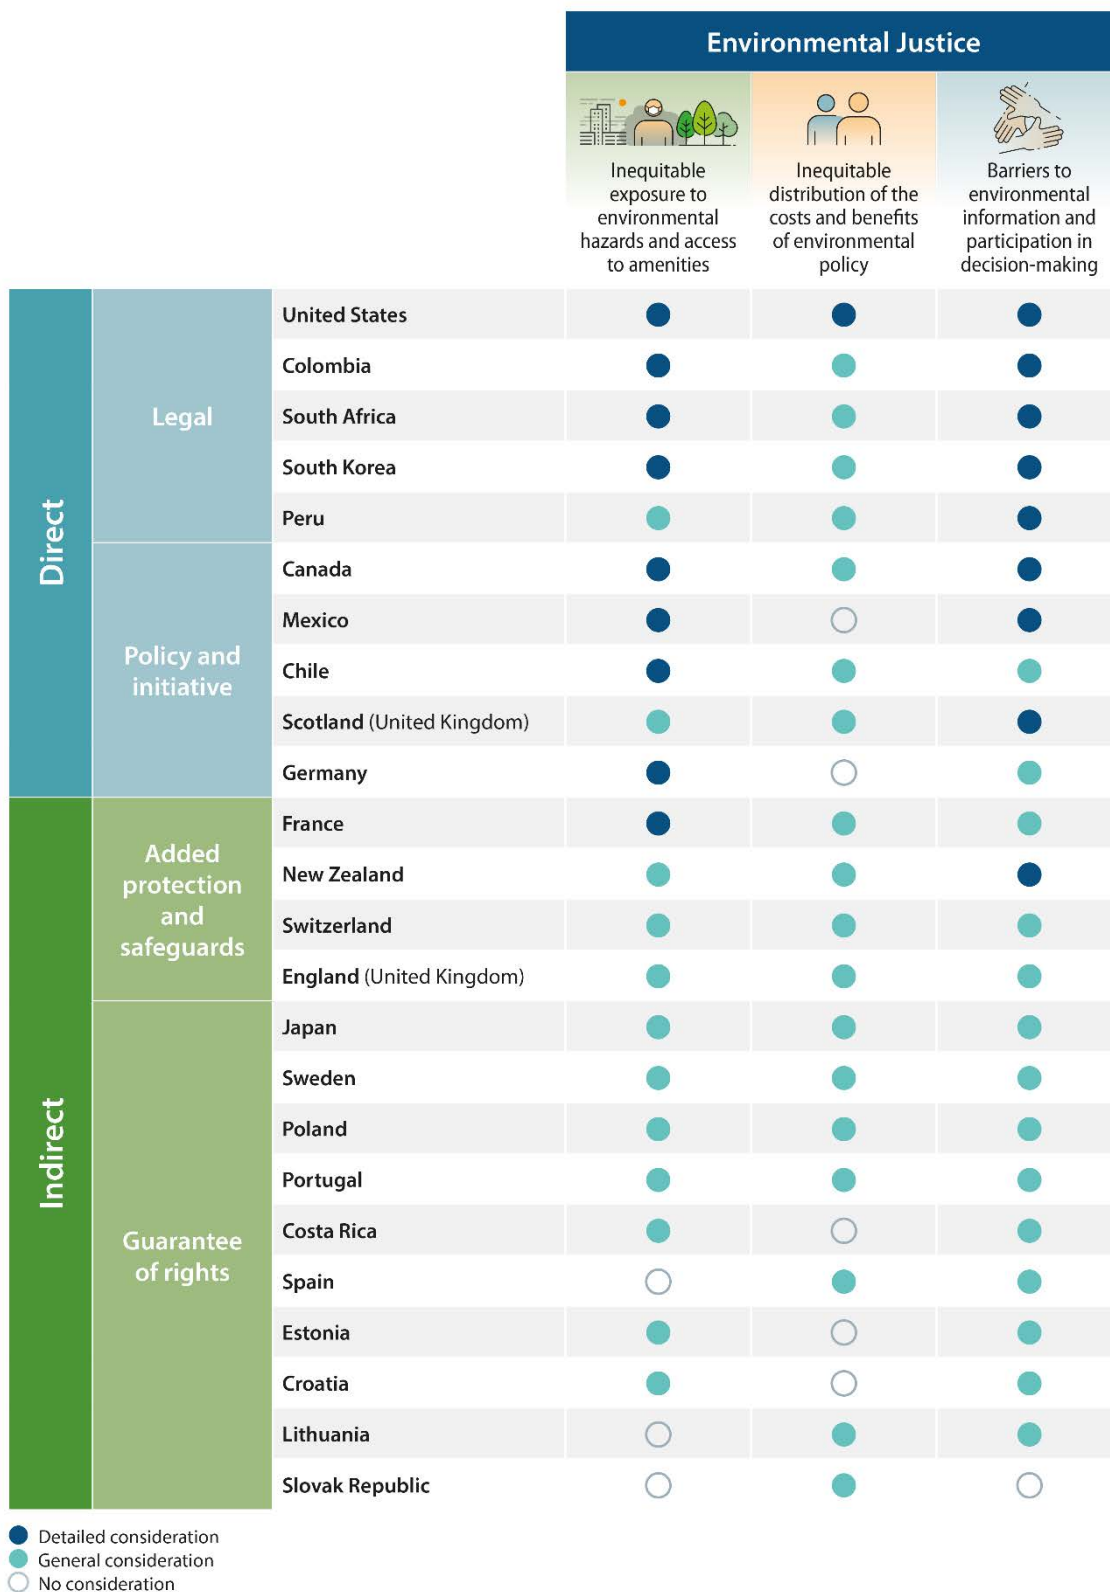 Environmental Justice
Inequitable
exposure to
environmental
hazards and access
to amenities
Inequitable
distribution of the
costs and benefits
of environmental
policy
Barriers to
environmental
information and
participation in
decision-making
Direct
Legal
United States
Colombia
South Africa
South Korea
Peru
Policy and
initiative
Canada
Mexico
Chile
Scotland (United Kingdom)
Germany
Indirect
Added
protection
and
safeguards
France
New Zealand
Switzerland
England (United Kingdom)
Guarantee
of rights
Japan
Sweden
Poland
Portugal
Costa Rica
Spain
Estonia
Croatia
Lithuania
Slovak Republic
Detailed consideration
General consideration
No consideration